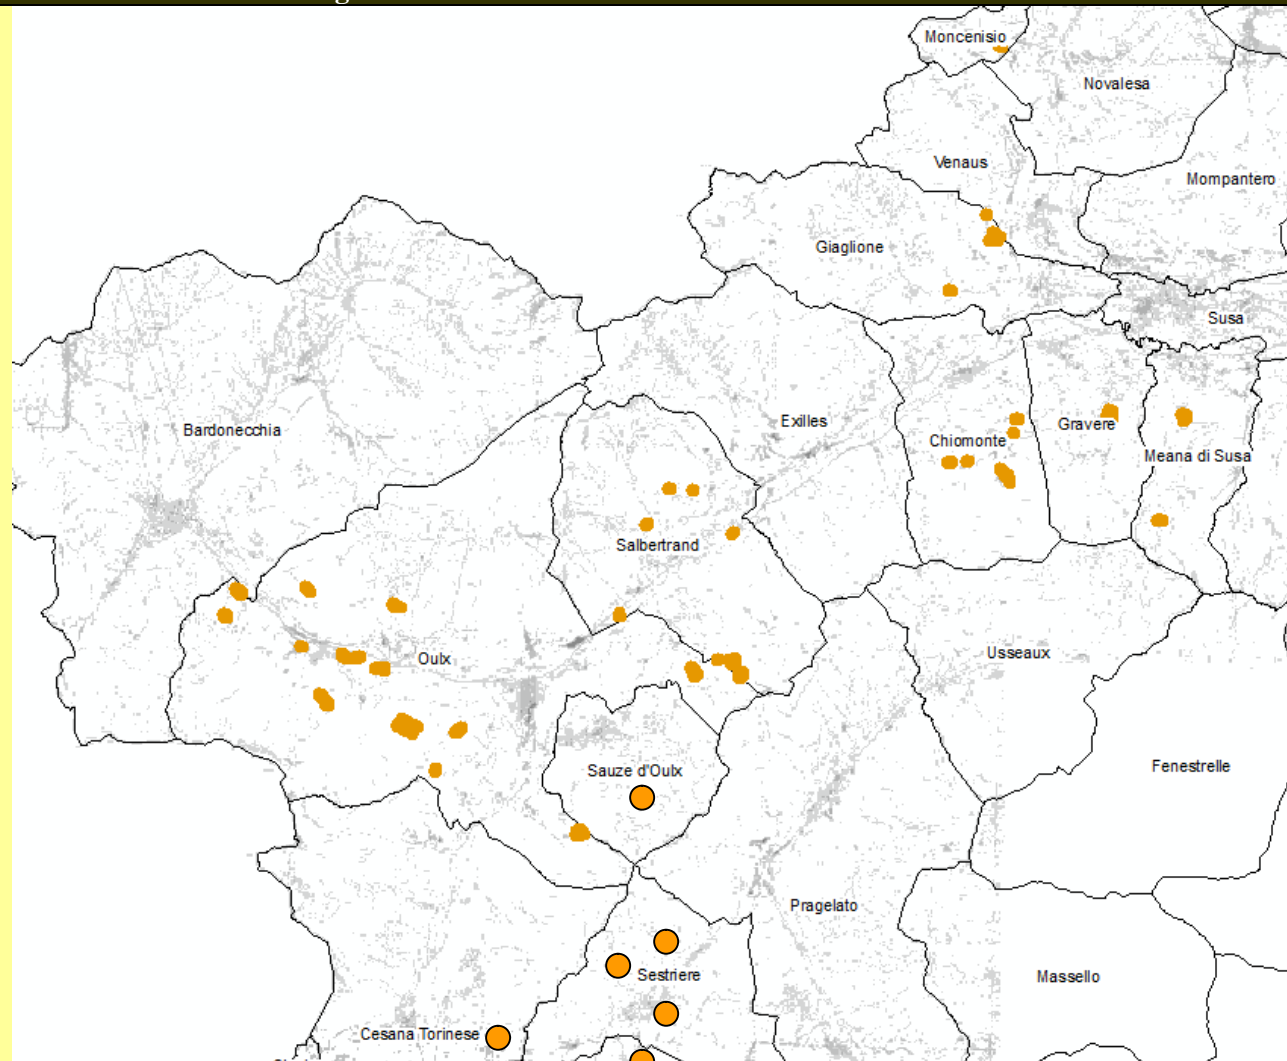 Moncenisio
Novalesa
Venaus
Mompantero
Giaglione
Susa
Exilles
Bardonecchia
Gravere
Chiomonte
Meana di Susa
Salbertrand
Usseaux
Oulx
Fenestrelle
Sauze d'Oulx
Pragelato
Sestriere
Massello
Cesana Torinese